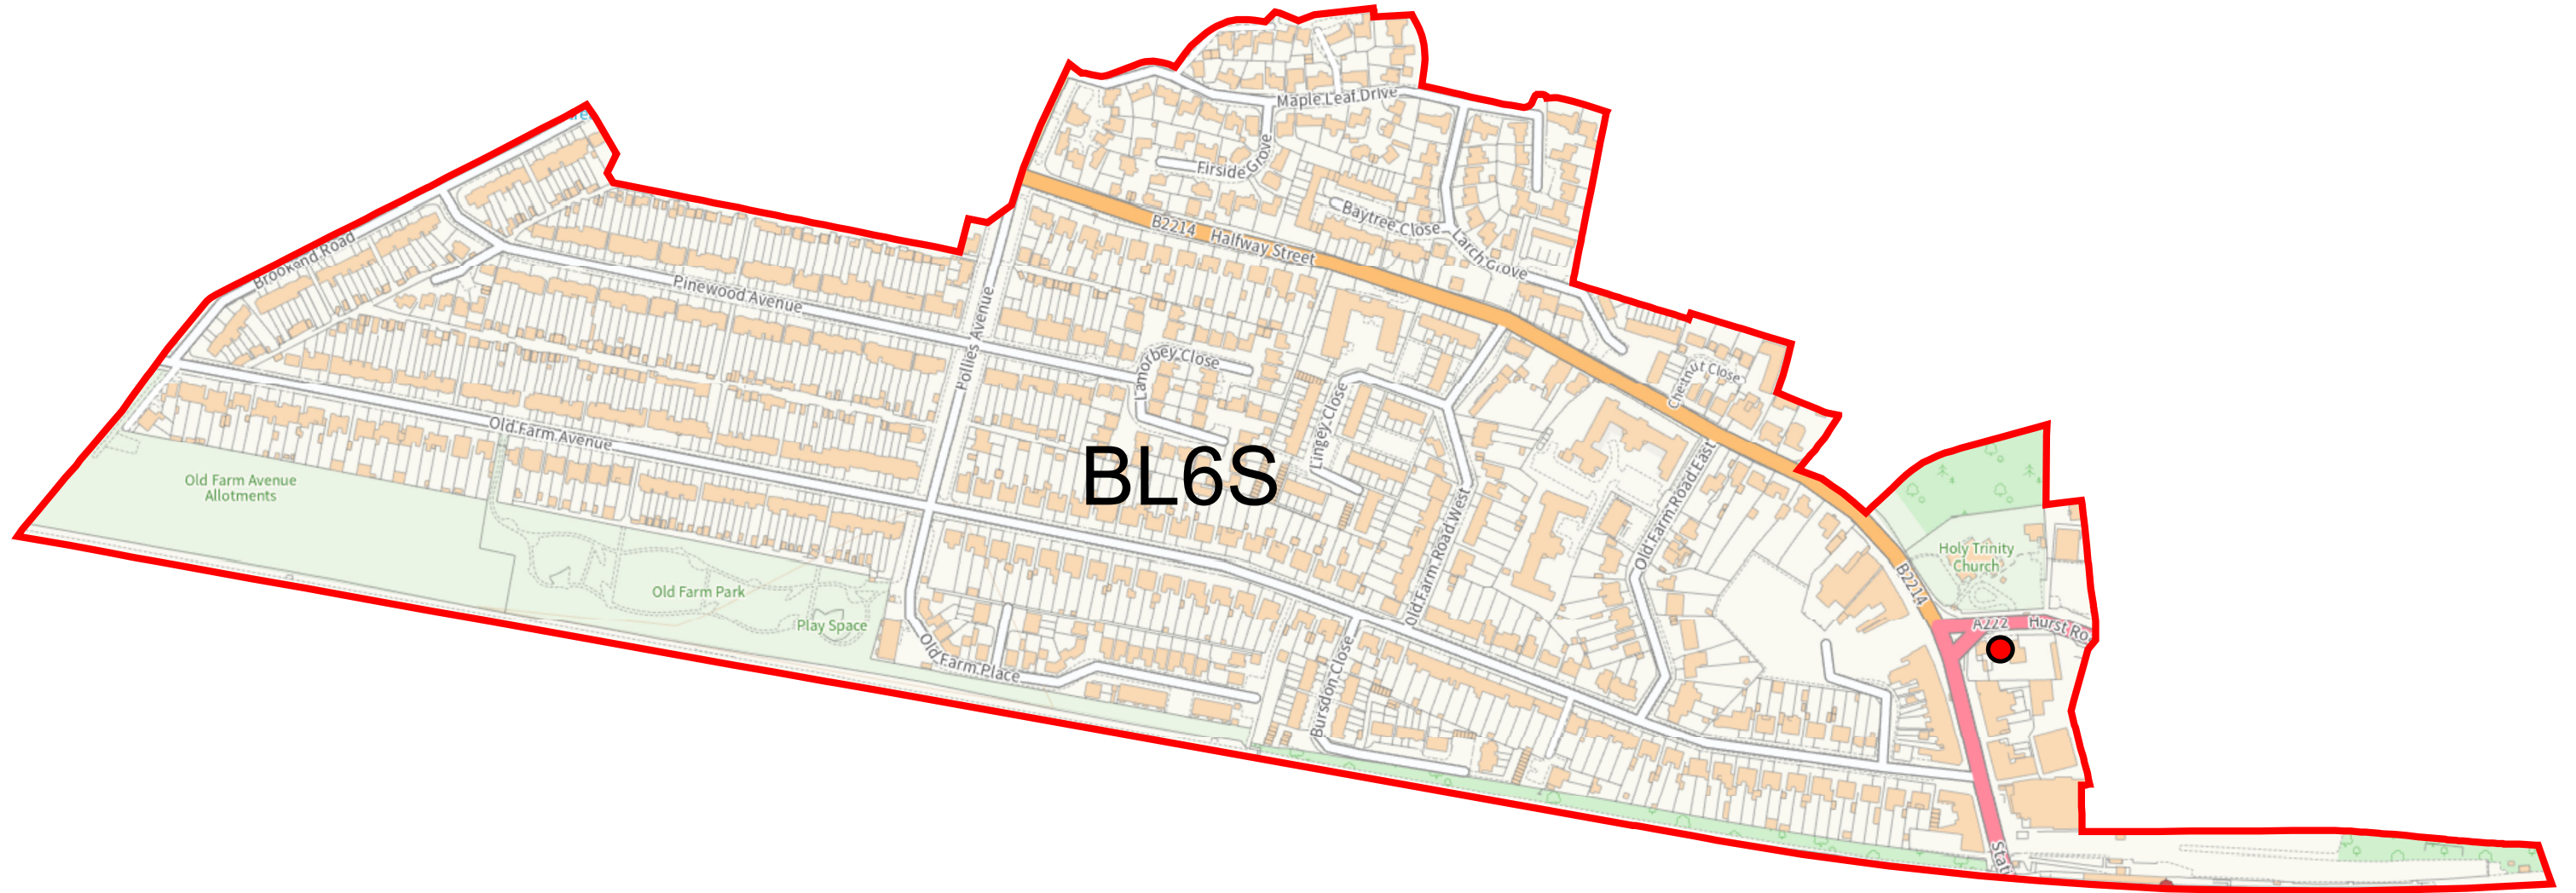 Maple Leaf Drive
Firside Grove
Baytree Close
B2214 Halfway Street
Larch Grove
Brookend Road
Pinewood Avenue
Follies Avenue
Lamorbey Close
Chestnut Close
Lingey Close
Old Farm Avenue
BL6S
Old Farm Road East
Old Farm Road West
Old Farm Avenue
Allotments
Holy Trinity
Church
B2214
Old Farm Park
Play Space
A222 Hurst Ro
Old Farm Place
Bursdon Close
Stat